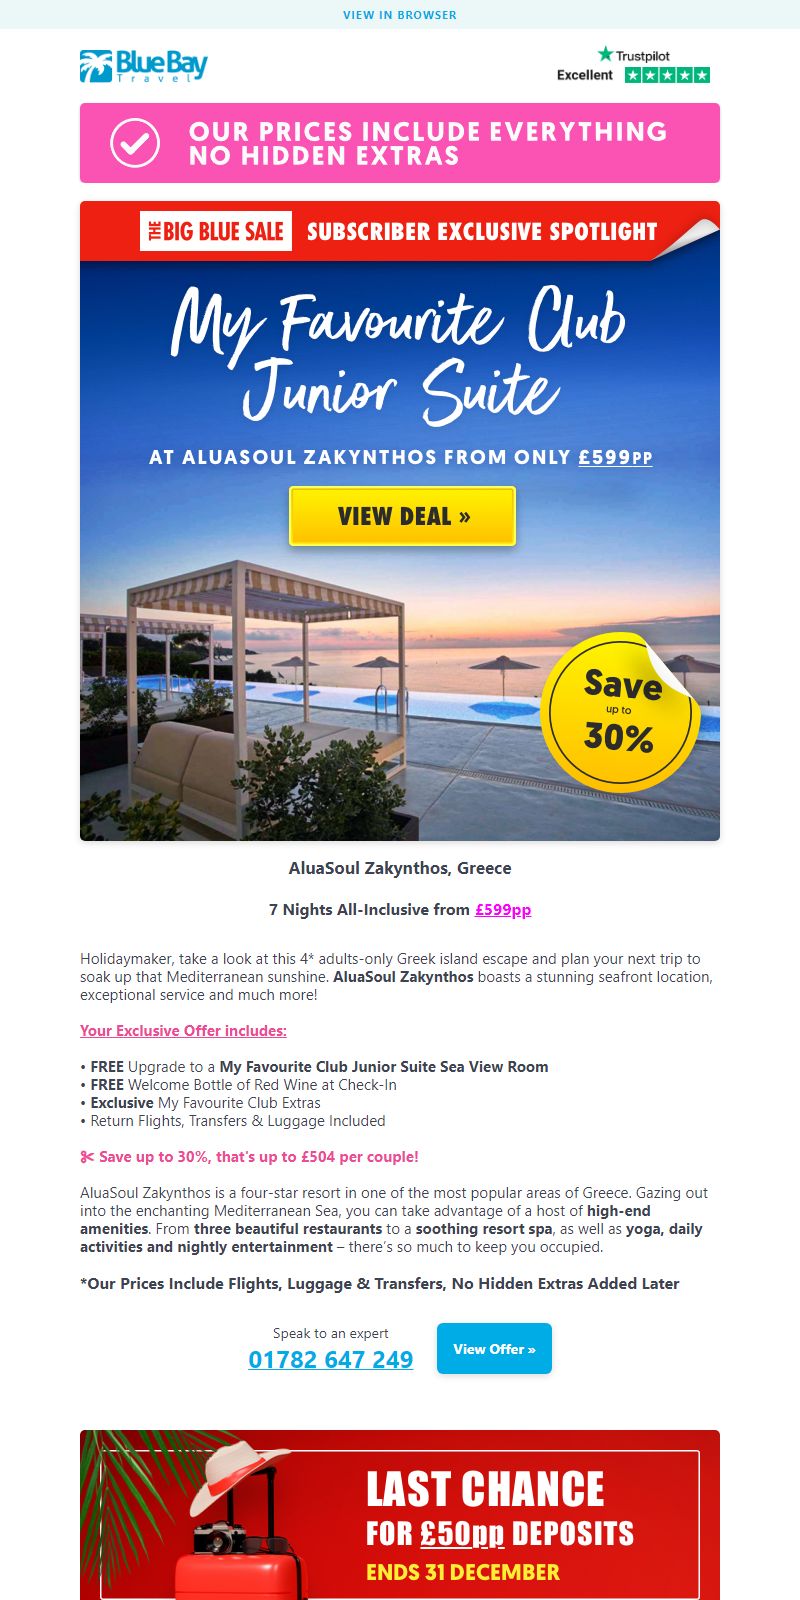 VIEW IN BROWSER
Blue Bay
Travel
Trustpilot
Excellent
OUR PRICES INCLUDE EVERYTHING
NO HIDDEN EXTRAS
THE BIG BLUE SALE SUBSCRIBER EXCLUSIVE SPOTLIGHT
My Favourite Club
Junior Suite
AT ALUASOUL ZAKYNTHOS FROM ONLY £599PP
VIEW DEAL »
Save
up to
30%
AluaSoul Zakynthos, Greece
7 Nights All-Inclusive from £599pp
Holidaymaker, take a look at this 4* adults-only Greek island escape and plan your next trip to
soak up that Mediterranean sunshine. AluaSoul Zakynthos boasts a stunning seafront location,
exceptional service and much more!
Your Exclusive Offer includes:
• FREE Upgrade to a My Favourite Club Junior Suite Sea View Room
• FREE Welcome Bottle of Red Wine at Check-In
• Exclusive My Favourite Club Extras
• Return Flights, Transfers & Luggage Included
✂ Save up to 30%, that's up to £504 per couple!
AluaSoul Zakynthos is a four-star resort in one of the most popular areas of Greece. Gazing out
into the enchanting Mediterranean Sea, you can take advantage of a host of high-end
amenities. From three beautiful restaurants to a soothing resort spa, as well as yoga, daily
activities and nightly entertainment – there's so much to keep you occupied.
*Our Prices Include Flights, Luggage & Transfers, No Hidden Extras Added Later
Speak to an expert
01782 647 249
View Offer »
LAST CHANCE
FOR £50pp DEPOSITS
ENDS 31 DECEMBER